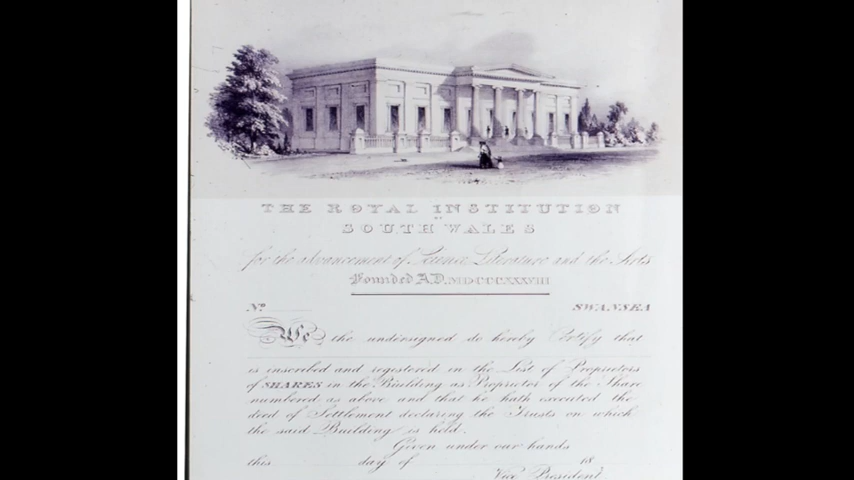 THE ROYAL INSTITUTION
OF
SOUTH WALES
for the advancement of Science, Literature and the Arts
Founded A.D. MDCCCXXXVIII
No. SWANSEA
We the undersigned do hereby Certify that
is inscribed and registered in the List of Proprietors
of SHARES in the Building as Proprietor of the Share
numbered as above and that he hath executed the
deed of Settlement declaring the Trusts on which
the said Building is held.
Given under our hands
this day of 18
Vice President